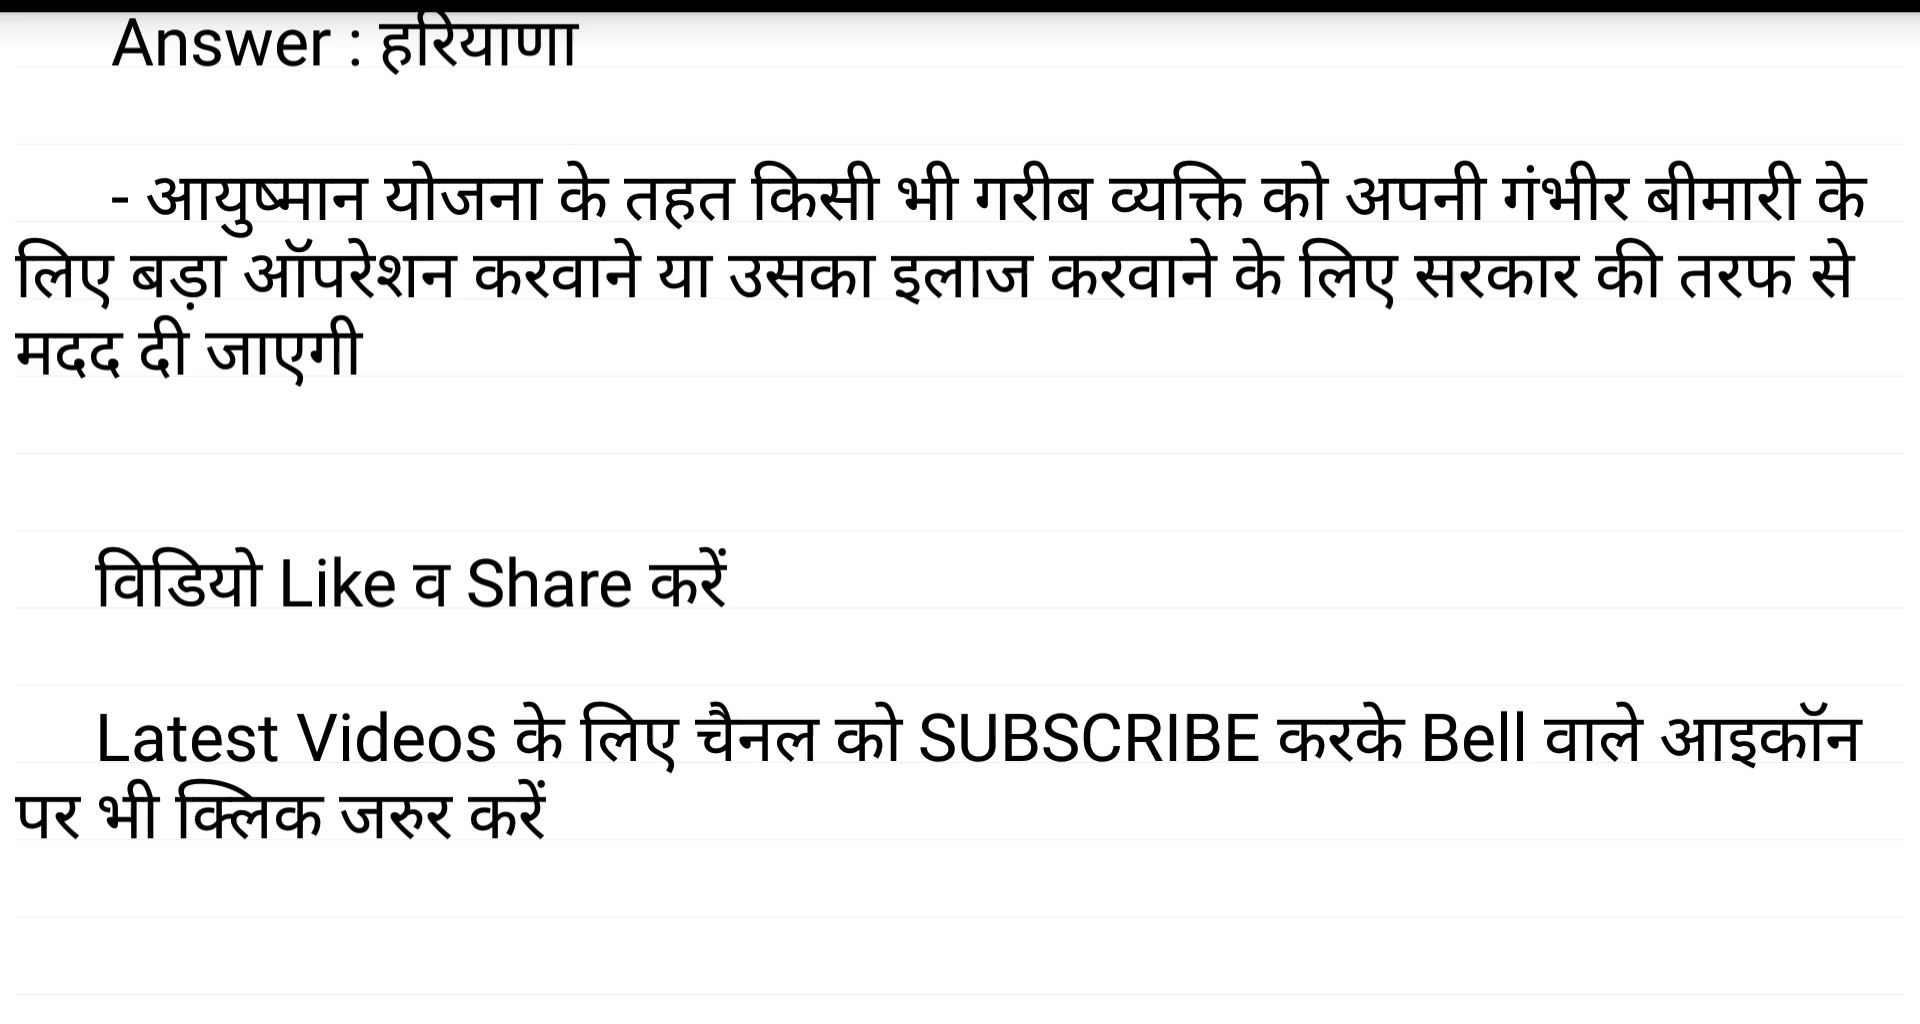 Answer : हरियाणा
- आयुष्मान योजना के तहत किसी भी गरीब व्यक्ति को अपनी गंभीर बीमारी के
लिए बड़ा ऑपरेशन करवाने या उसका इलाज करवाने के लिए सरकार की तरफ से
मदद दी जाएगी
विडियो Like व Share करें
Latest Videos के लिए चैनल को SUBSCRIBE करके Bell वाले आइकॉन
पर भी क्लिक जरुर करें